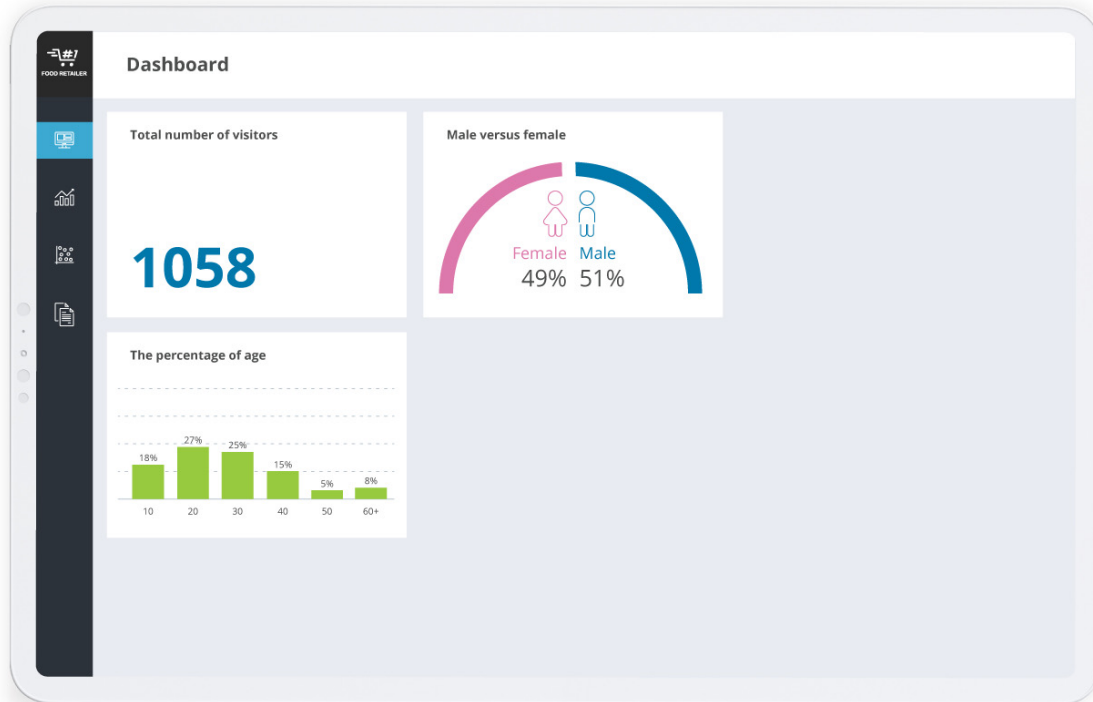 #1
FOOD RETAILER
Dashboard
Total number of visitors
1058
Male versus female
Female Male
49% 51%
The percentage of age
18% 27% 25% 15% 5% 8%
10 20 30 40 50 60+